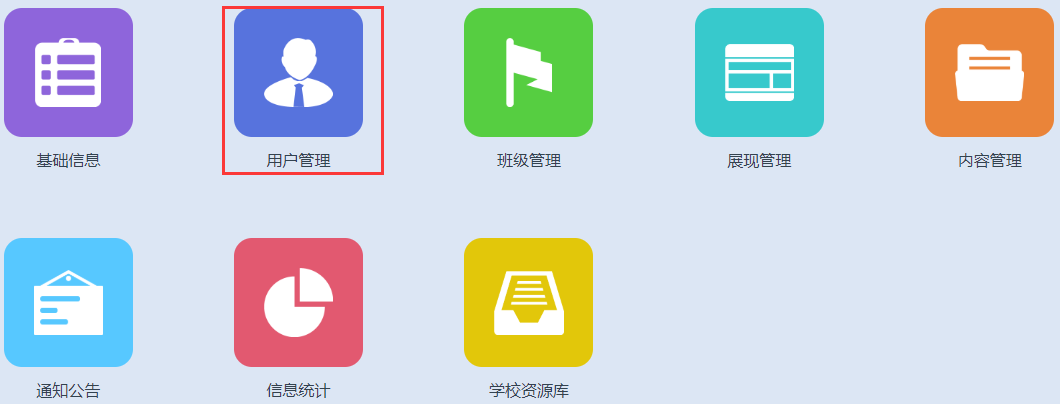 基础信息
用户管理
班级管理
展现管理
内容管理
通知公告
信息统计
学校资源库